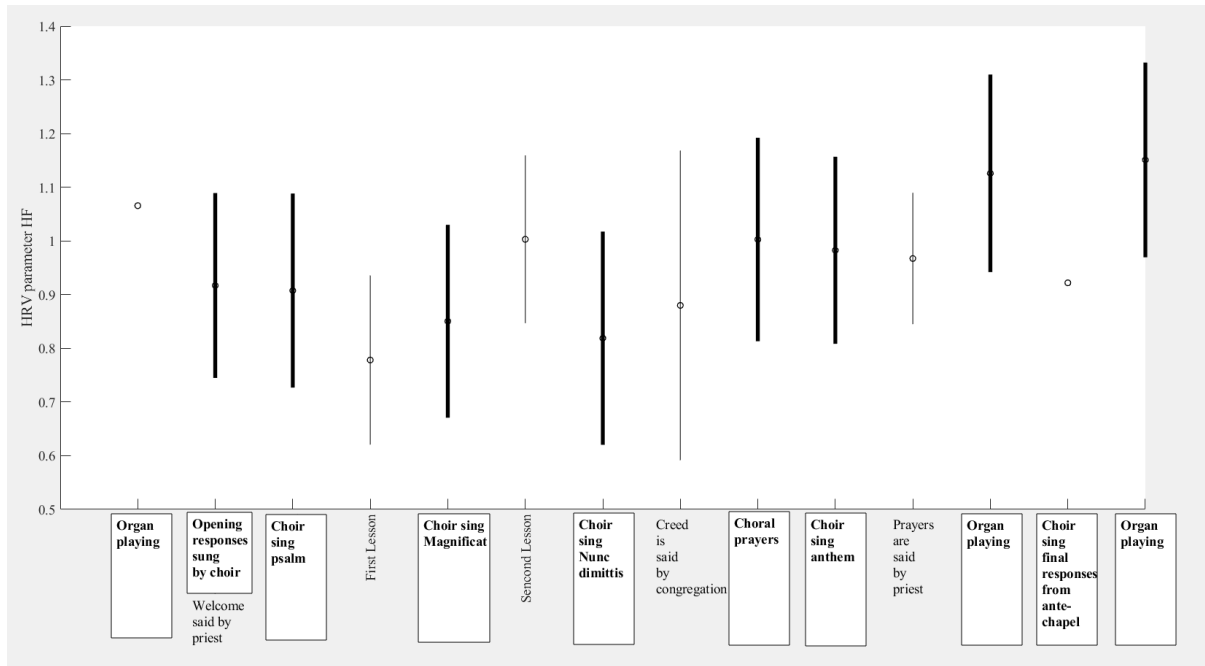 1.4
1.3
1.2
1.1
1
0.9
0.8
0.7
0.6
0.5
HRV parameter HF
Organ
playing
Opening
responses
sung
by choir
Welcome
said by
priest
Choir
sing
psalm
First Lesson
Choir sing
Magnificat
Sencond Lesson
Choir
sing
Nunc
dimittis
Creed
is
said
by
congregation
Choral
prayers
Choir
sing
anthem
Prayers
are
said
by
priest
Organ
playing
Choir
sing
final
responses
from
ante-
chapel
Organ
playing